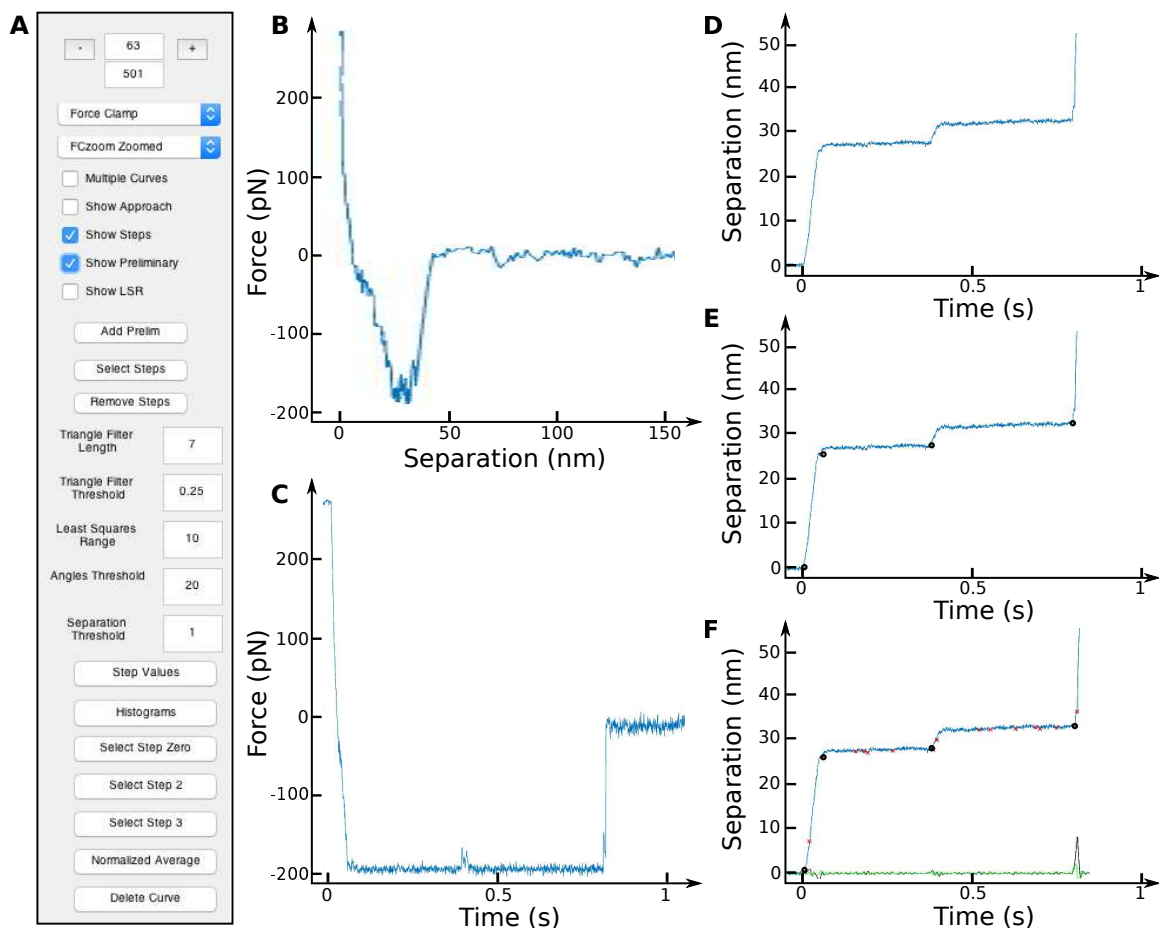 A
-
63
+
501
Force Clamp
FCzoom Zoomed
Multiple Curves
Show Approach
Show Steps
Show Preliminary
Show LSR
Add Prelim
Select Steps
Remove Steps
Triangle Filter
Length
7
Triangle Filter
Threshold
0.25
Least Squares
Range
10
Angles Threshold
20
Separation
Threshold
1
Step Values
Histograms
Select Step Zero
Select Step 2
Select Step 3
Normalized Average
Delete Curve
B
Force (pN)
200
100
0
-100
-200
0 50 100 150
Separation (nm)
C
Force (pN)
200
100
0
-100
-200
0 0.5 1
Time (s)
D
Separation (nm)
50
40
30
20
10
0
0 0.5 1
Time (s)
E
Separation (nm)
50
40
30
20
10
0
0 0.5 1
Time (s)
F
Separation (nm)
50
40
30
20
10
0
0 0.5 1
Time (s)